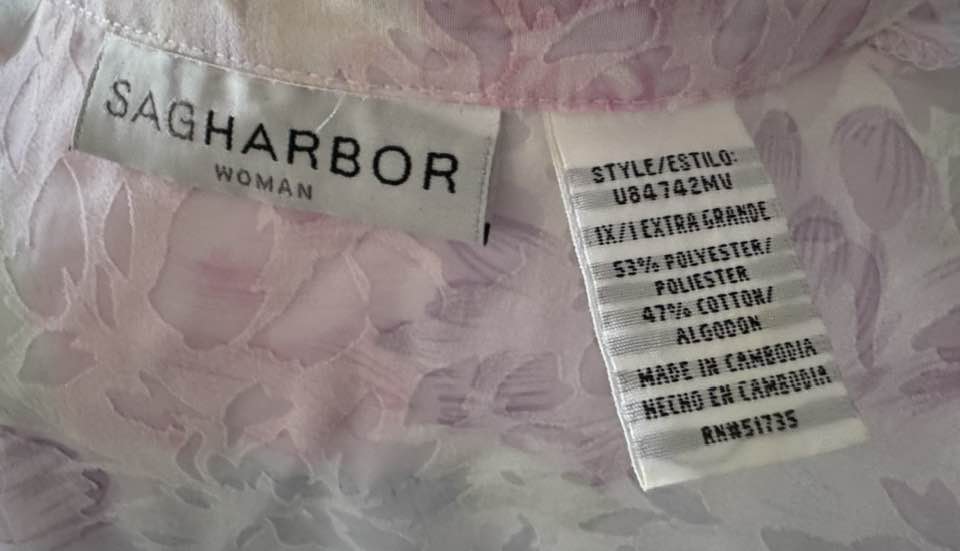 SAGHARBOR
WOMAN
STYLE/ESTILO:
U84742MU
1X/1 EXTRA GRANDE
53% POLYESTER/
POLIESTER
47% COTTON/
ALGODON
MADE IN CAMBODIA
HECHO EN CAMBODIA
RN#51735